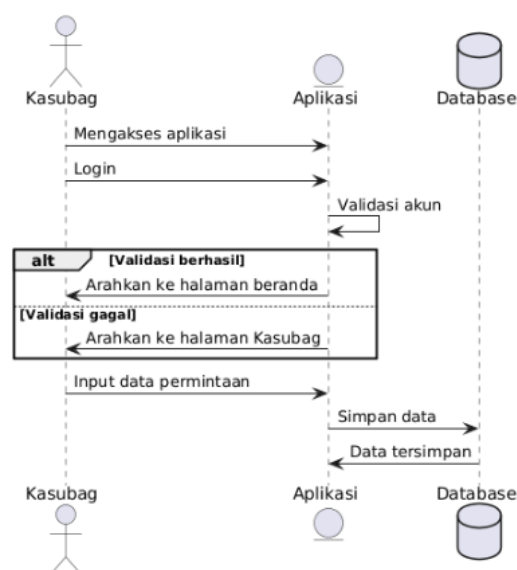 Kasubag
Aplikasi
Database
Mengakses aplikasi
Login
Validasi akun
alt
[Validasi berhasil]
Arahkan ke halaman beranda
[Validasi gagal]
Arahkan ke halaman Kasubag
Input data permintaan
Simpan data
Data tersimpan
Kasubag
Aplikasi
Database